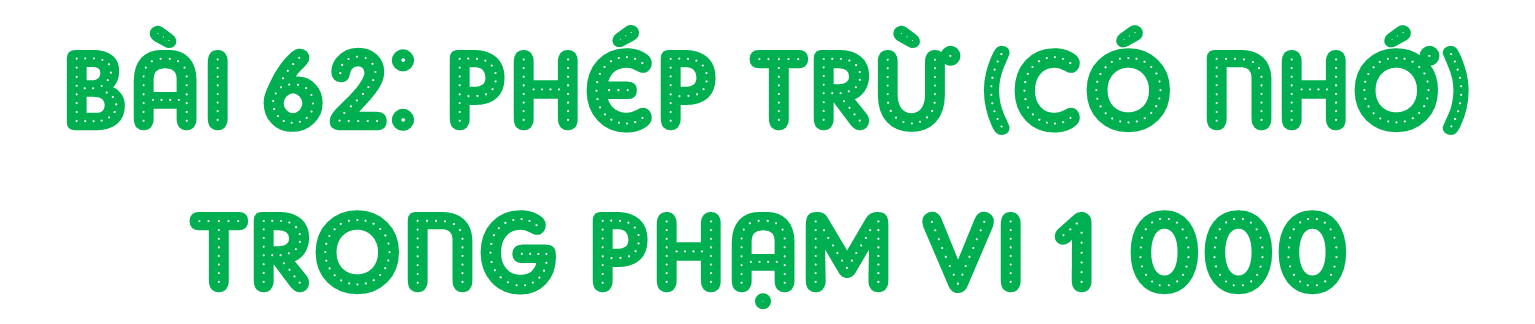 BÀI 62: PHÉP TRỪ (CÓ NHỚ)
TRONG PHẠM VI 1 000